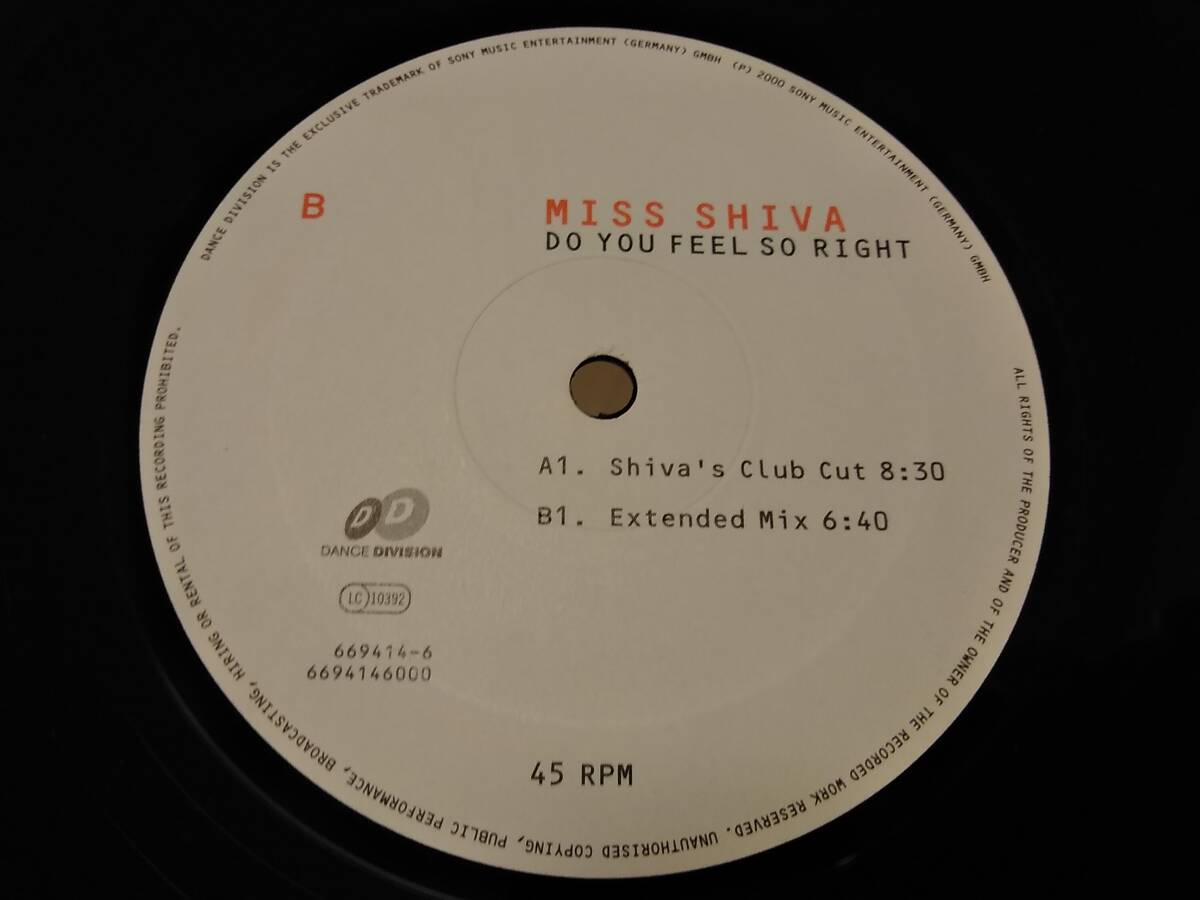 DANCE DIVISION IS THE EXCLUSIVE TRADEMARK OF SONY MUSIC ENTERTAINMENT (GERMANY) GMBH (P) 2000 SONY MUSIC ENTERTAINMENT (GERMANY) GMBH
B
MISS SHIVA
DO YOU FEEL SO RIGHT
A1. Shiva's Club Cut 8:30
B1. Extended Mix 6:40
DD
DANCE DIVISION
LC 10392
669414-6
6694146000
45 RPM
ALL RIGHTS OF THE PRODUCER AND OF THE OWNER OF THE RECORDED WORK RESERVED. UNAUTHORISED COPYING, PUBLIC PERFORMANCE, BROADCASTING, HIRING OR RENTAL OF THIS RECORDING PROHIBITED.